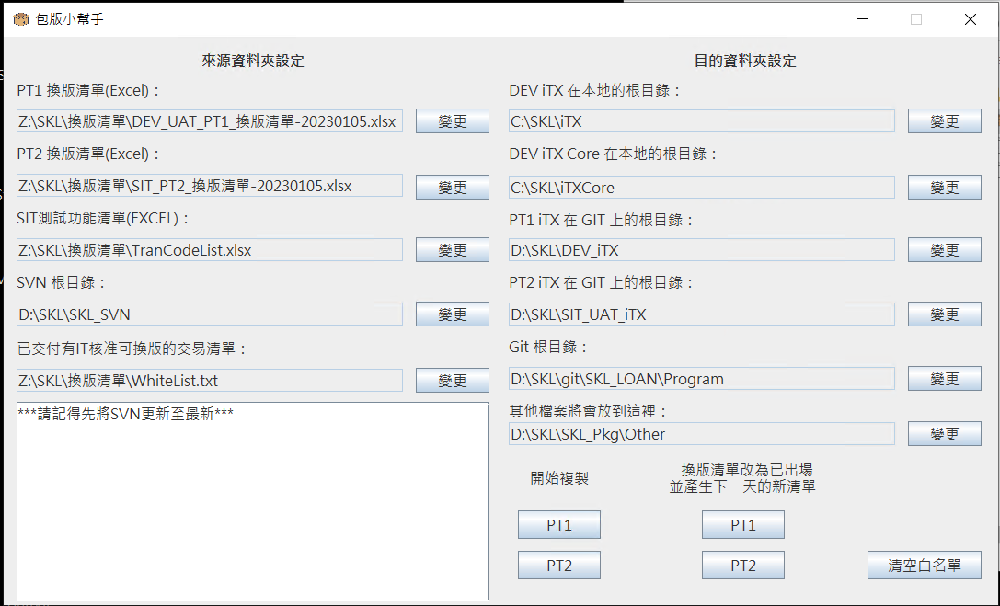 包版小幫手
來源資料夾設定
PT1 換版清單(Excel)：
Z:\SKL\換版清單\DEV_UAT_PT1_換版清單-20230105.xlsx
變更
PT2 換版清單(Excel)：
Z:\SKL\換版清單\SIT_PT2_換版清單-20230105.xlsx
變更
SIT測試功能清單(EXCEL)：
Z:\SKL\換版清單\TranCodeList.xlsx
變更
SVN 根目錄：
D:\SKL\SKL_SVN
變更
已交付有IT核准可換版的交易清單：
Z:\SKL\換版清單\WhiteList.txt
變更
***請記得先將SVN更新至最新***
目的資料夾設定
DEV iTX 在本地的根目錄：
C:\SKL\iTX
變更
DEV iTX Core 在本地的根目錄：
C:\SKL\iTXCore
變更
PT1 iTX 在 GIT 上的根目錄：
D:\SKL\DEV_iTX
變更
PT2 iTX 在 GIT 上的根目錄：
D:\SKL\SIT_UAT_iTX
變更
Git 根目錄：
D:\SKL\git\SKL_LOAN\Program
變更
其他檔案將會放到這裡：
D:\SKL\SKL_Pkg\Other
變更
開始複製
PT1
PT2
換版清單改為已出場
並產生下一天的新清單
PT1
PT2
清空白名單